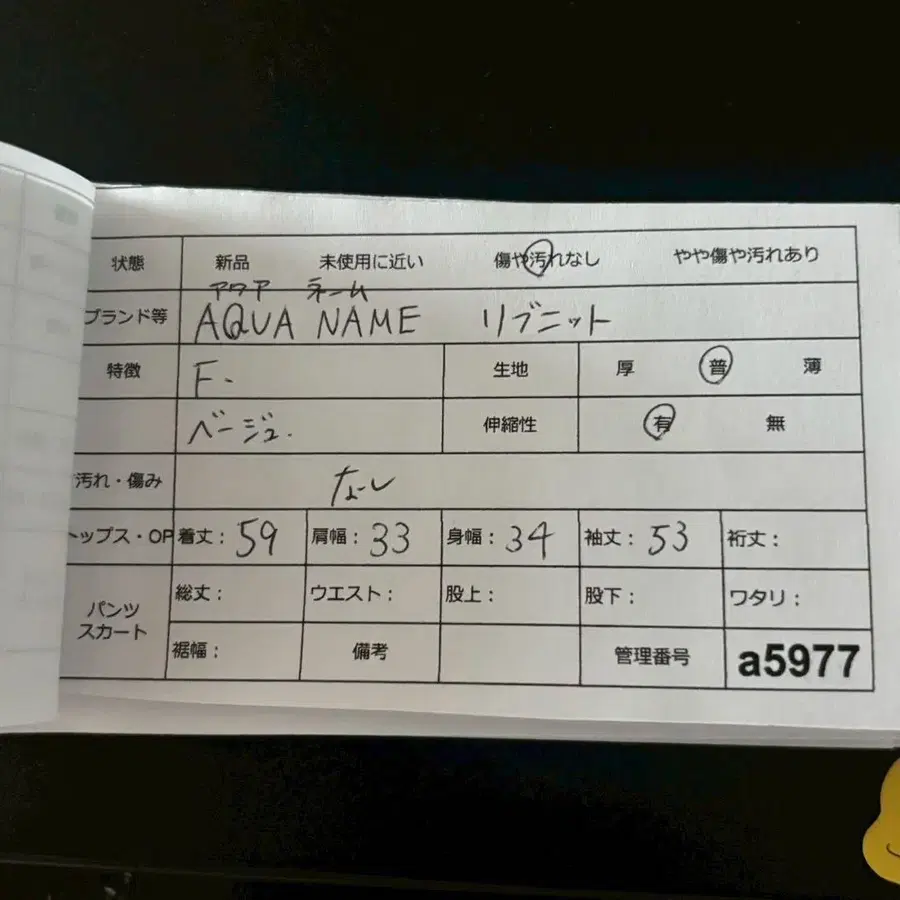 状態 新品 未使用に近い 傷や汚れなし やや傷や汚れあり
アクア ネーム
ブランド等 AQUA NAME リブニット
特徴 F. 生地 厚 普 薄
ベージュ. 伸縮性 有 無
汚れ・傷み なし
トップス・OP 着丈: 59 肩幅: 33 身幅: 34 袖丈: 53 裄丈:
パンツ スカート 総丈: ウエスト: 股上: 股下: ワタリ:
裾幅: 備考 管理番号 a5977